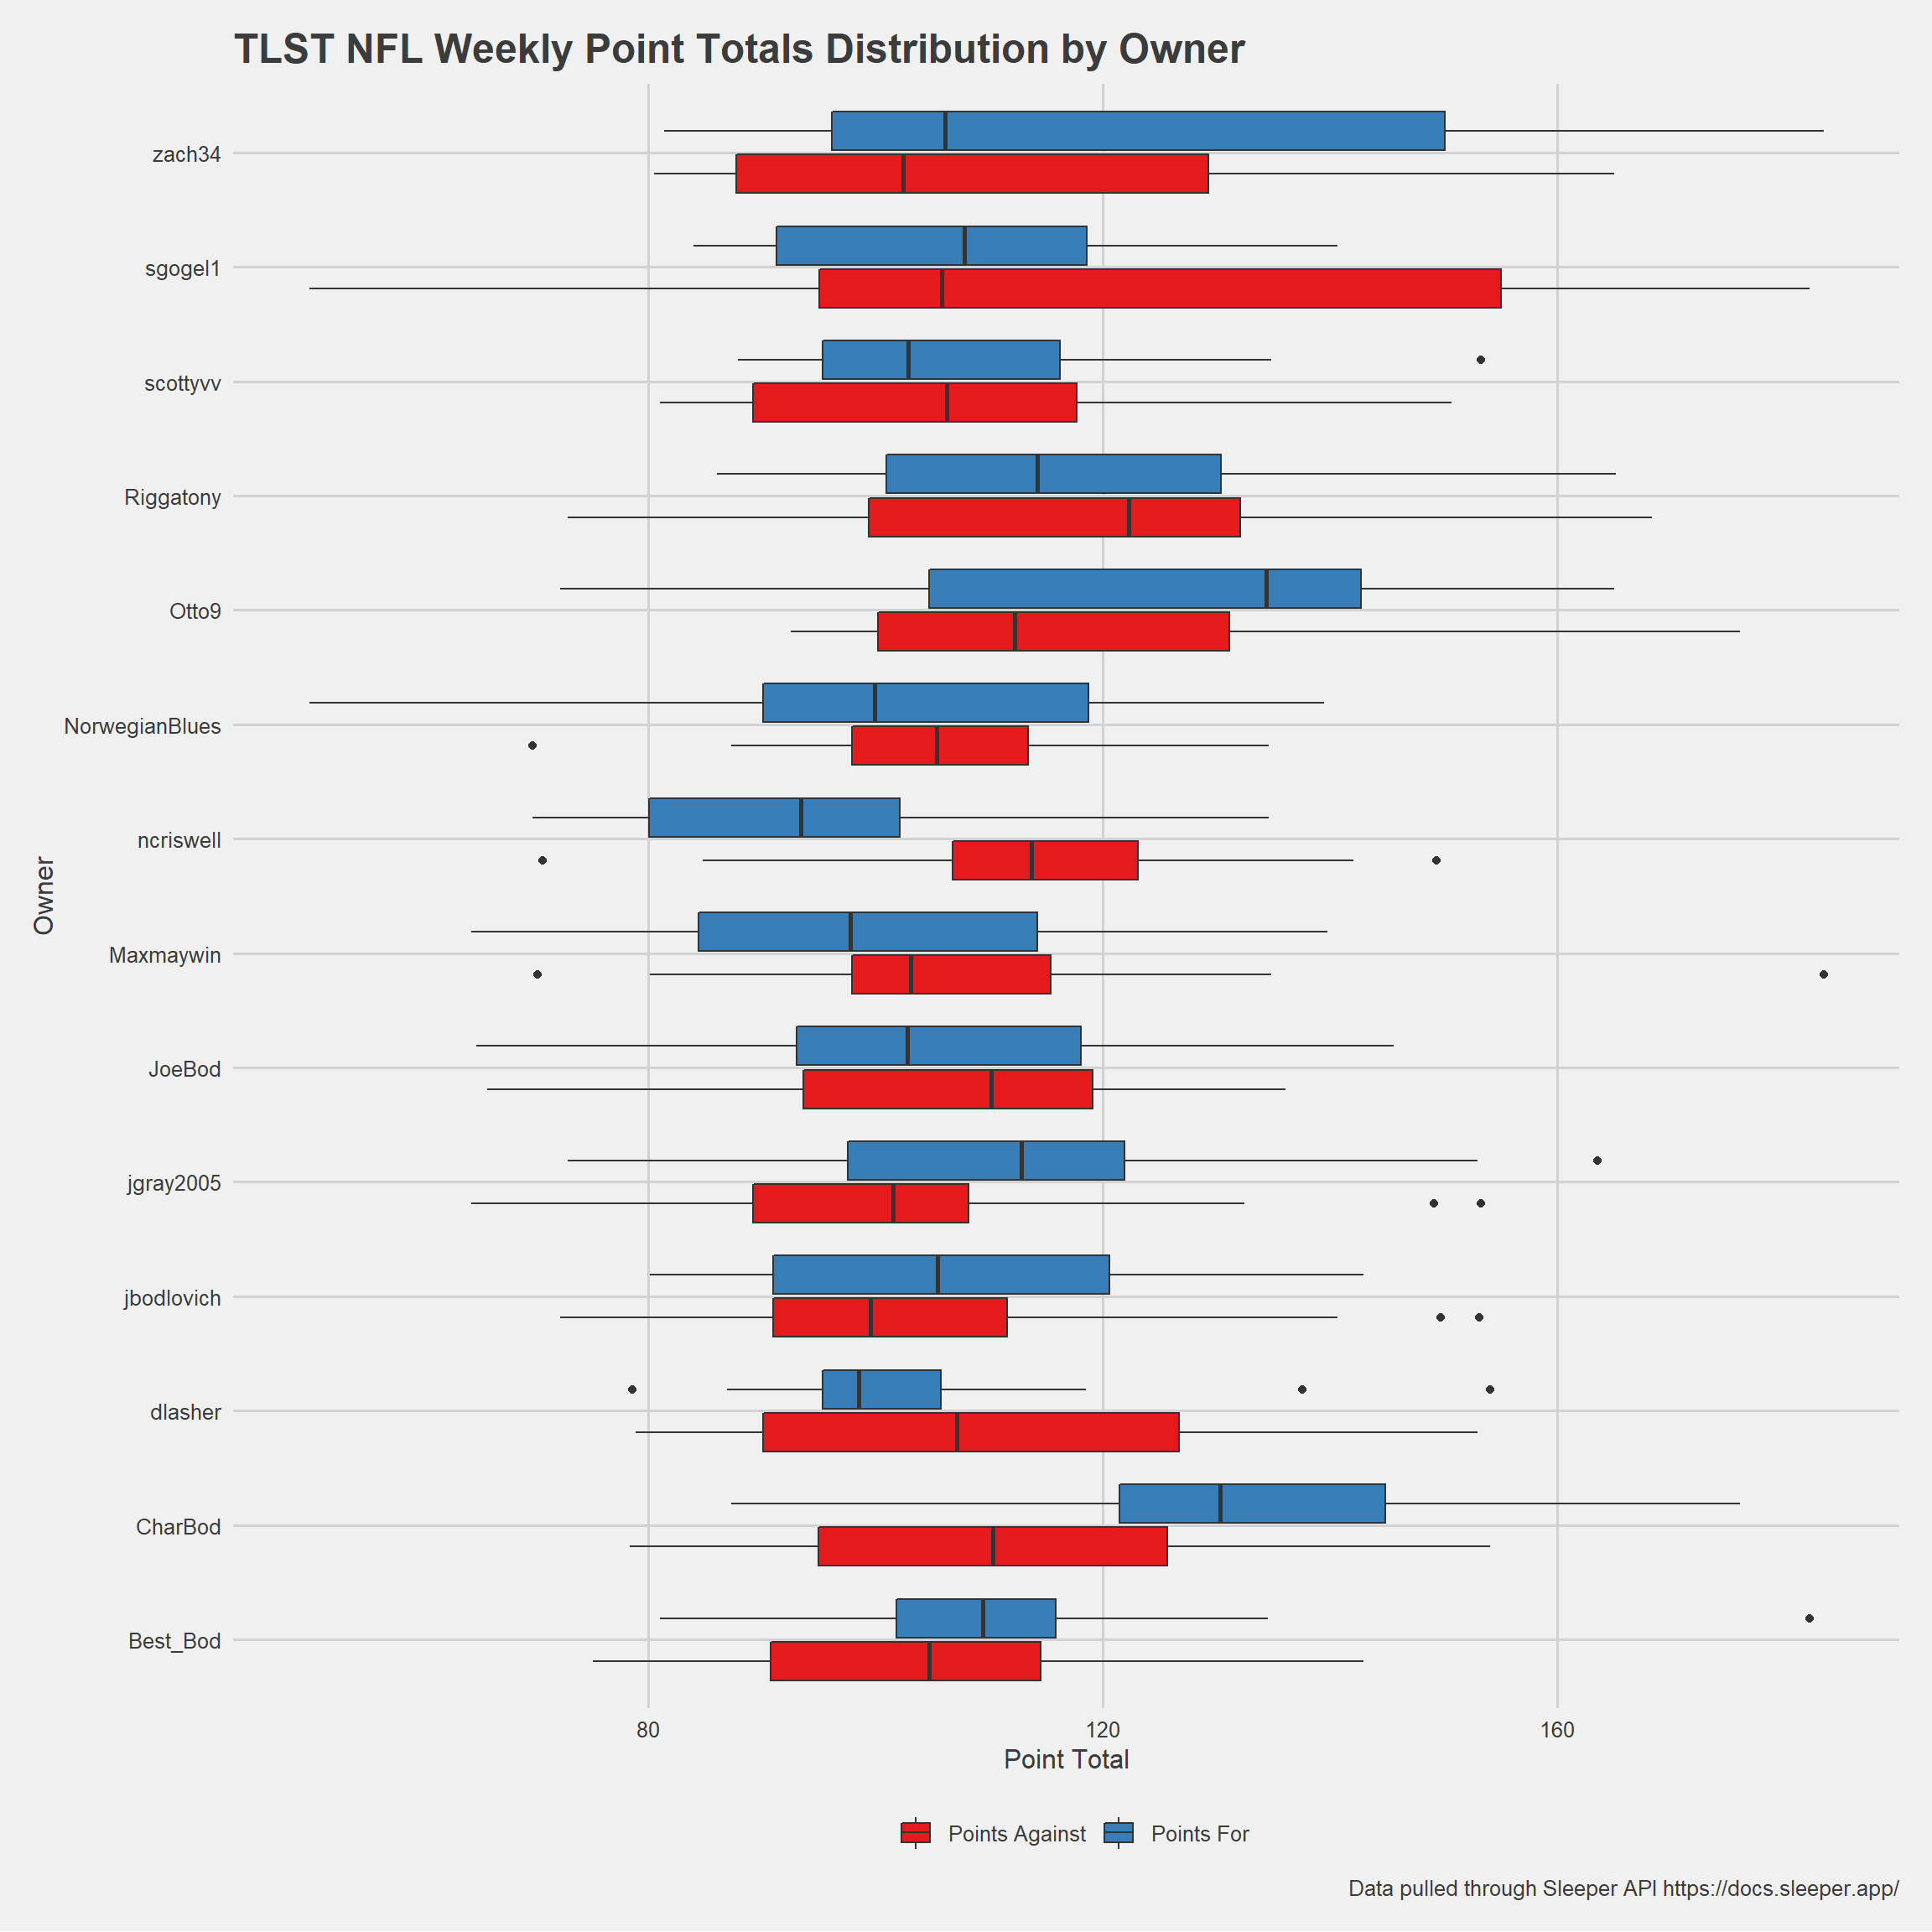 TLST NFL Weekly Point Totals Distribution by Owner
zach34
sgogel1
scottyvv
Riggatony
Otto9
NorwegianBlues
ncriswell
Maxmaywin
JoeBod
jgray2005
jbodlovich
dlasher
CharBod
Best_Bod
Owner
80 120 160
Point Total
Points Against Points For
Data pulled through Sleeper API https://docs.sleeper.app/